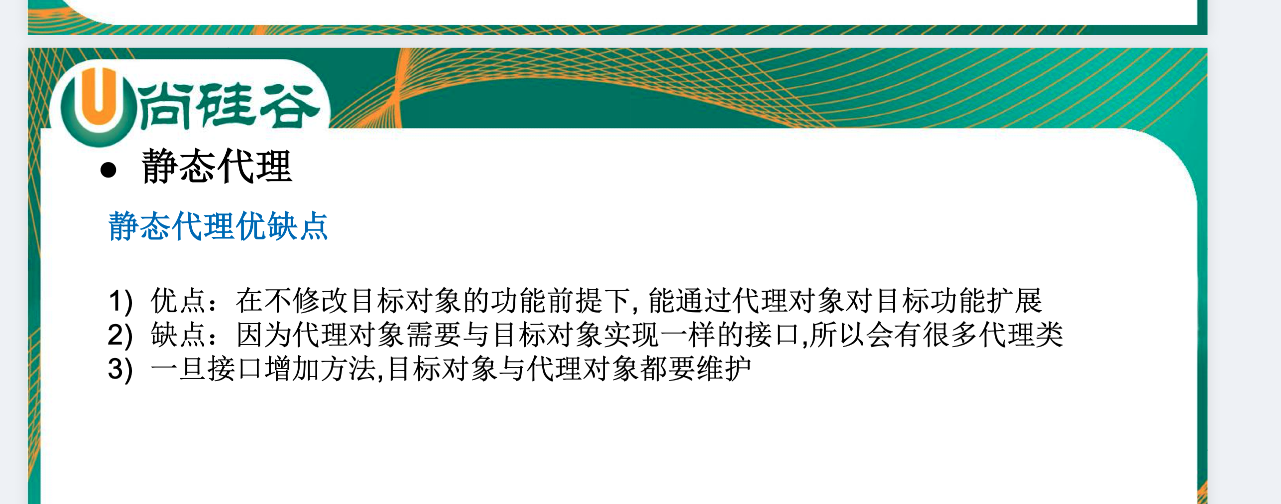 尚硅谷
● 静态代理
静态代理优缺点
1) 优点：在不修改目标对象的功能前提下, 能通过代理对象对目标功能扩展
2) 缺点：因为代理对象需要与目标对象实现一样的接口,所以会有很多代理类
3) 一旦接口增加方法,目标对象与代理对象都要维护